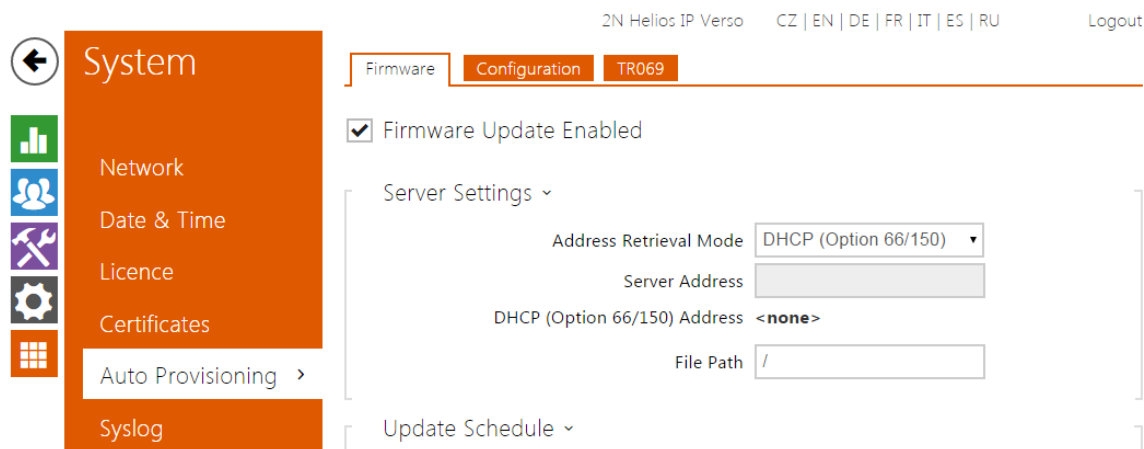 2N Helios IP Verso CZ | EN | DE | FR | IT | ES | RU Logout
System
Network
Date & Time
Licence
Certificates
Auto Provisioning >
Syslog
Firmware Configuration TR069
Firmware Update Enabled
Server Settings
Address Retrieval Mode DHCP (Option 66/150)
Server Address
DHCP (Option 66/150) Address <none>
File Path /
Update Schedule